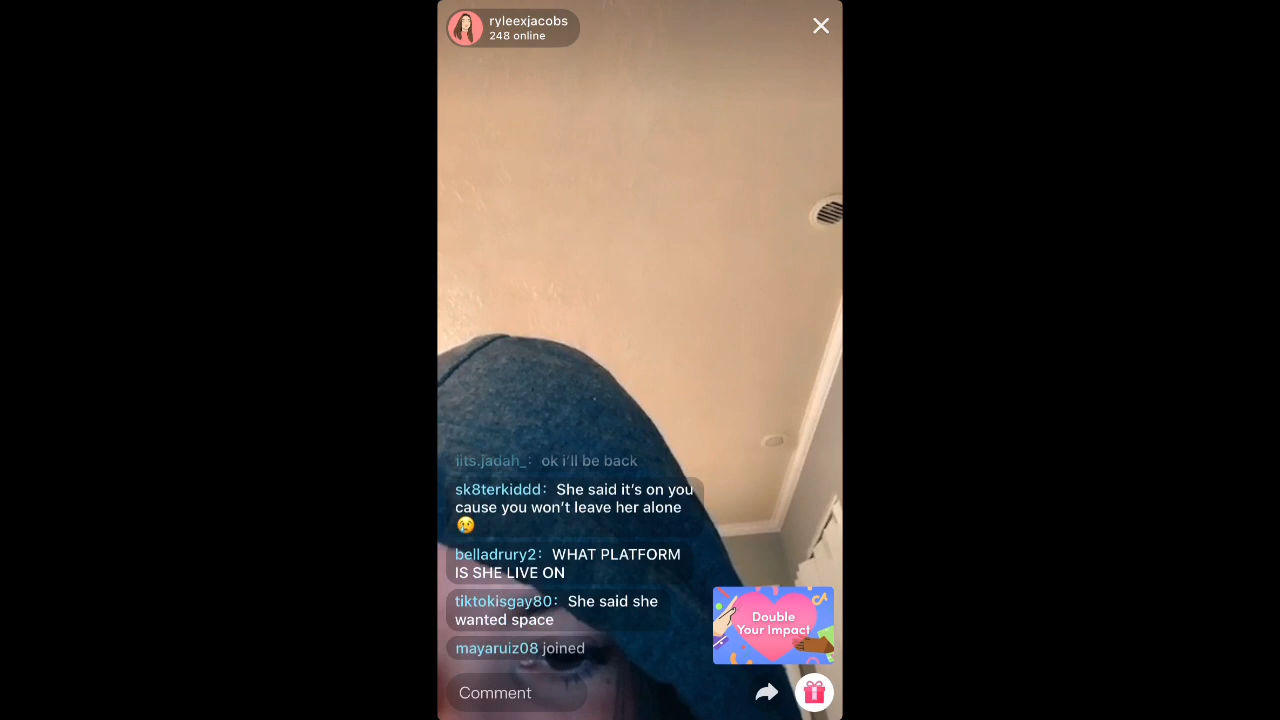 ryleexjacobs
248 online
iits.jadah_: ok i'll be back
sk8terkiddd: She said it's on you
cause you won't leave her alone
😢
belladrury2: WHAT PLATFORM
IS SHE LIVE ON
tiktokisgay80: She said she
wanted space
Double
Your Impact
mayaruiz08 joined
Comment